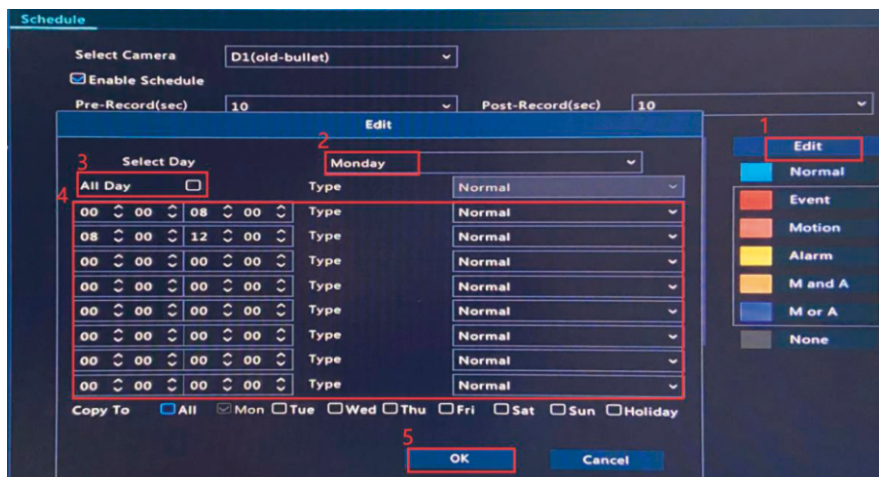 Schedule
Select Camera D1(old-bullet)
Enable Schedule
Pre-Record(sec) 10 Post-Record(sec) 10
Edit
1
Edit
2
Select Day Monday
Normal
3
All Day Type Normal
Event
4
00 00 08 00 Type Normal
08 00 12 00 Type Normal
Motion
00 00 00 00 Type Normal
Alarm
00 00 00 00 Type Normal
M and A
00 00 00 00 Type Normal
M or A
00 00 00 00 Type Normal
None
00 00 00 00 Type Normal
00 00 00 00 Type Normal
Copy To All Mon Tue Wed Thu Fri Sat Sun Holiday
5
OK Cancel